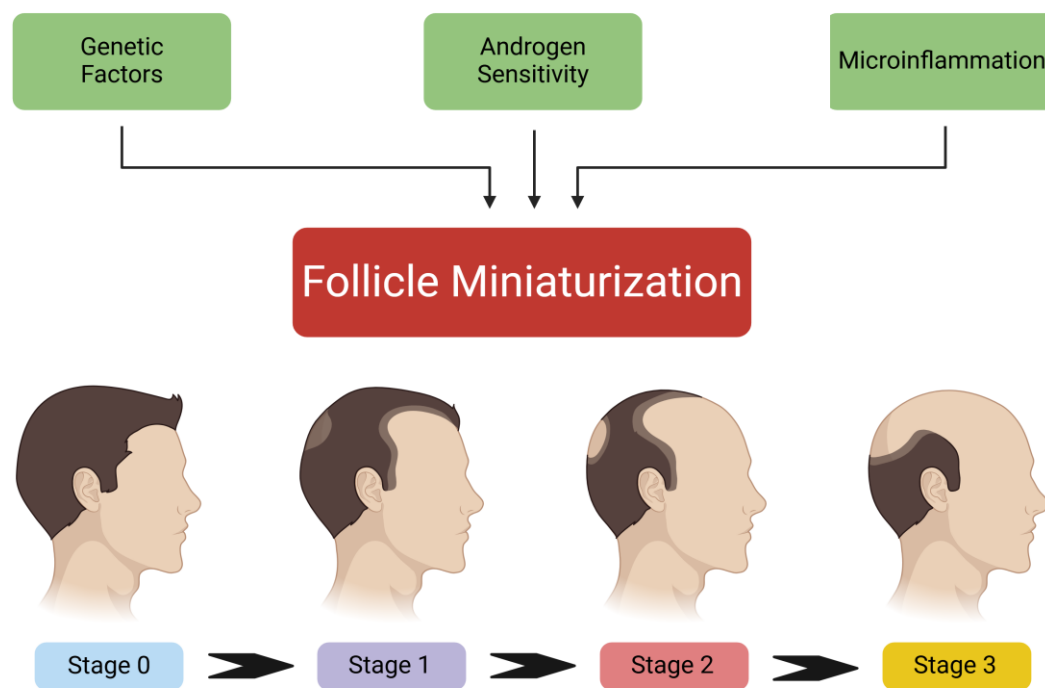 Genetic
Factors
Androgen
Sensitivity
Microinflammation
Follicle Miniaturization
Stage 0
Stage 1
Stage 2
Stage 3